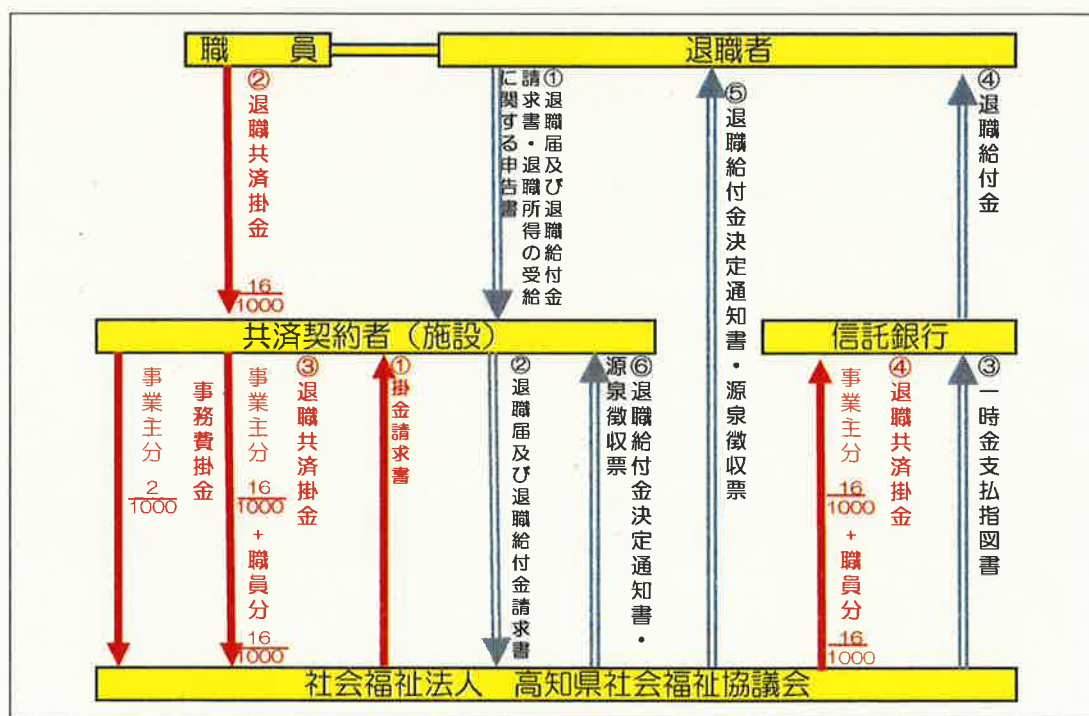 職　員
退職者
②退職共済掛金
16/1000
①退職届及び退職給付金
請求書・退職所得の受給
に関する申告書
⑤退職給付金決定通知書・源泉徴収票
④退職給付金
共済契約者（施設）
信託銀行
事業主分 2/1000
事務費掛金
事業主分 16/1000 + 職員分 16/1000
③退職共済掛金
①掛金請求書
②退職届及び退職給付金請求書
⑥退職給付金決定通知書・
源泉徴収票
④退職共済掛金
事業主分 16/1000 + 職員分 16/1000
③一時金支払指図書
社会福祉法人　高知県社会福祉協議会